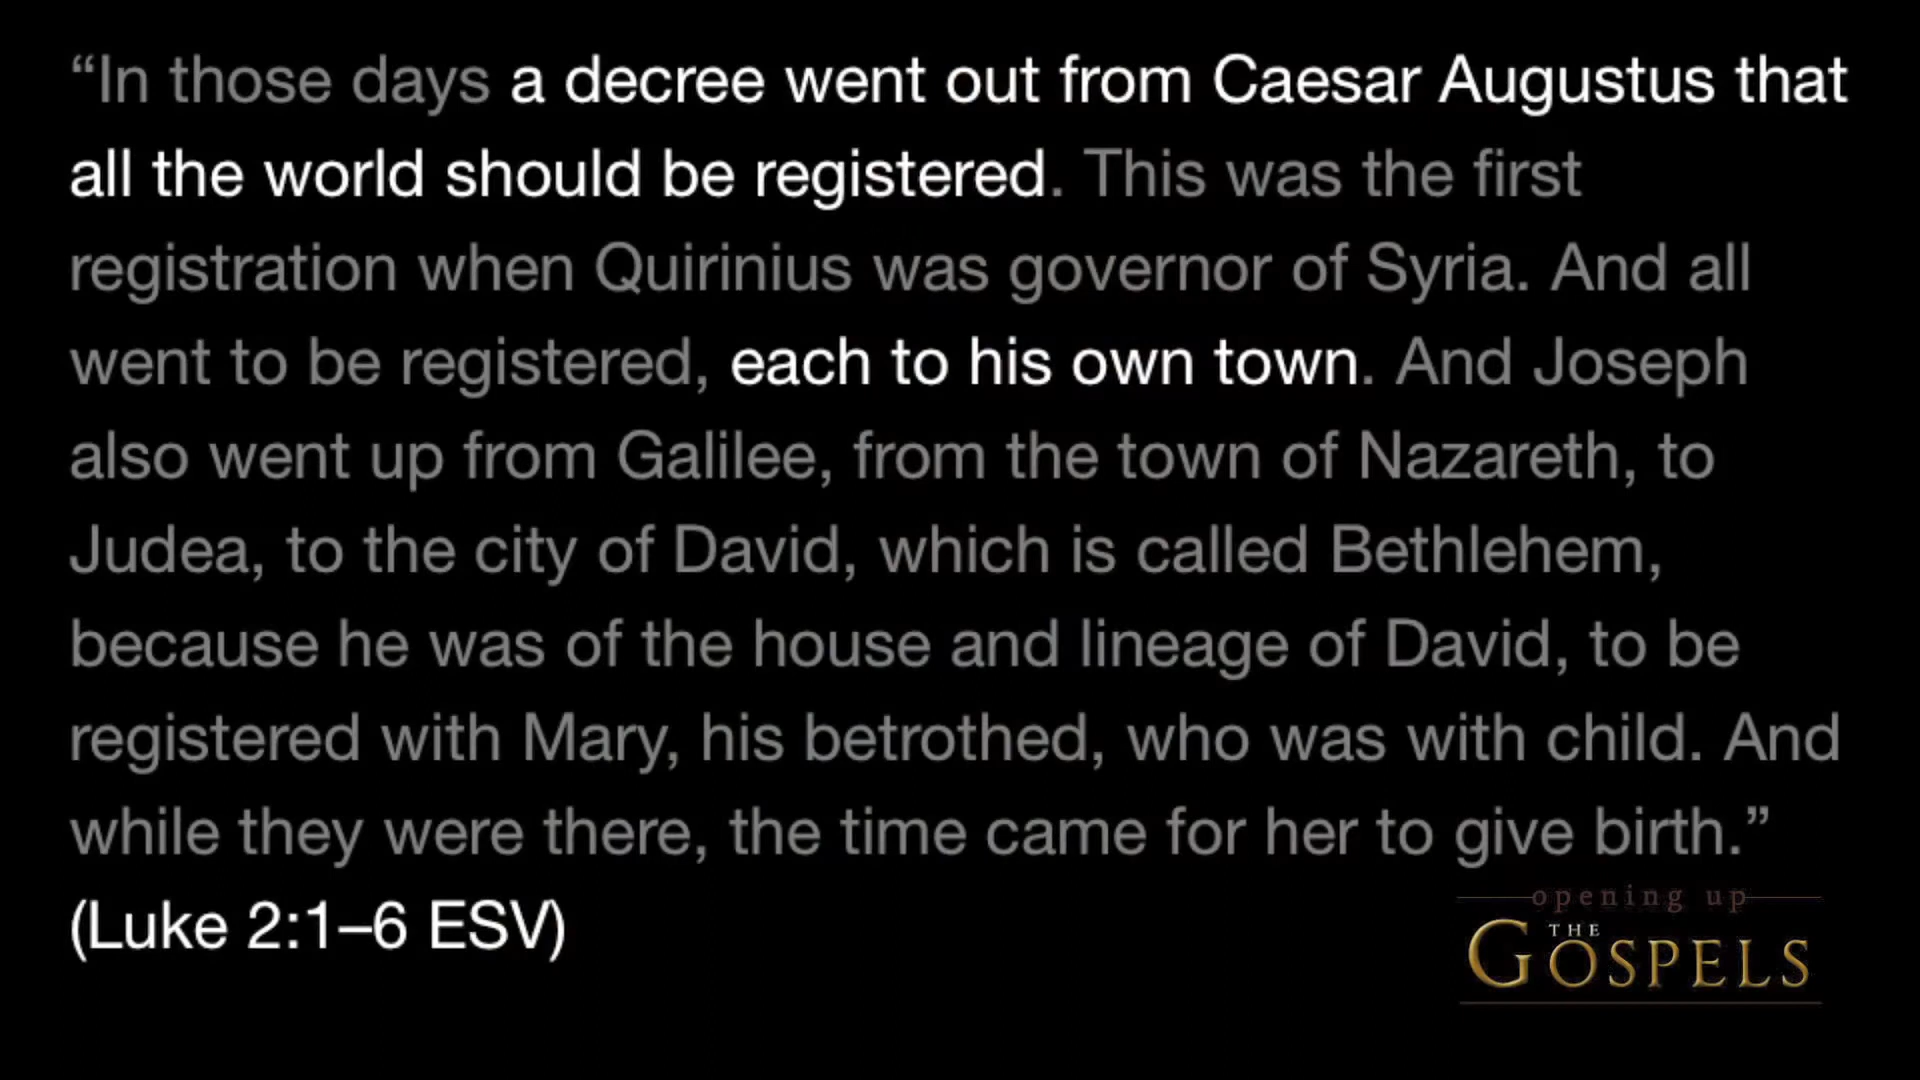 “In those days a decree went out from Caesar Augustus that
all the world should be registered. This was the first
registration when Quirinius was governor of Syria. And all
went to be registered, each to his own town. And Joseph
also went up from Galilee, from the town of Nazareth, to
Judea, to the city of David, which is called Bethlehem,
because he was of the house and lineage of David, to be
registered with Mary, his betrothed, who was with child. And
while they were there, the time came for her to give birth.”
(Luke 2:1–6 ESV)
opening up
THE
GOSPELS